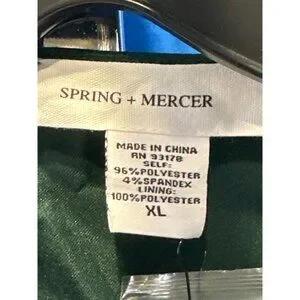 SPRING + MERCER
MADE IN CHINA
RN 93178
SELF:
96%POLYESTER
4%SPANDEX
LINING:
100%POLYESTER
XL